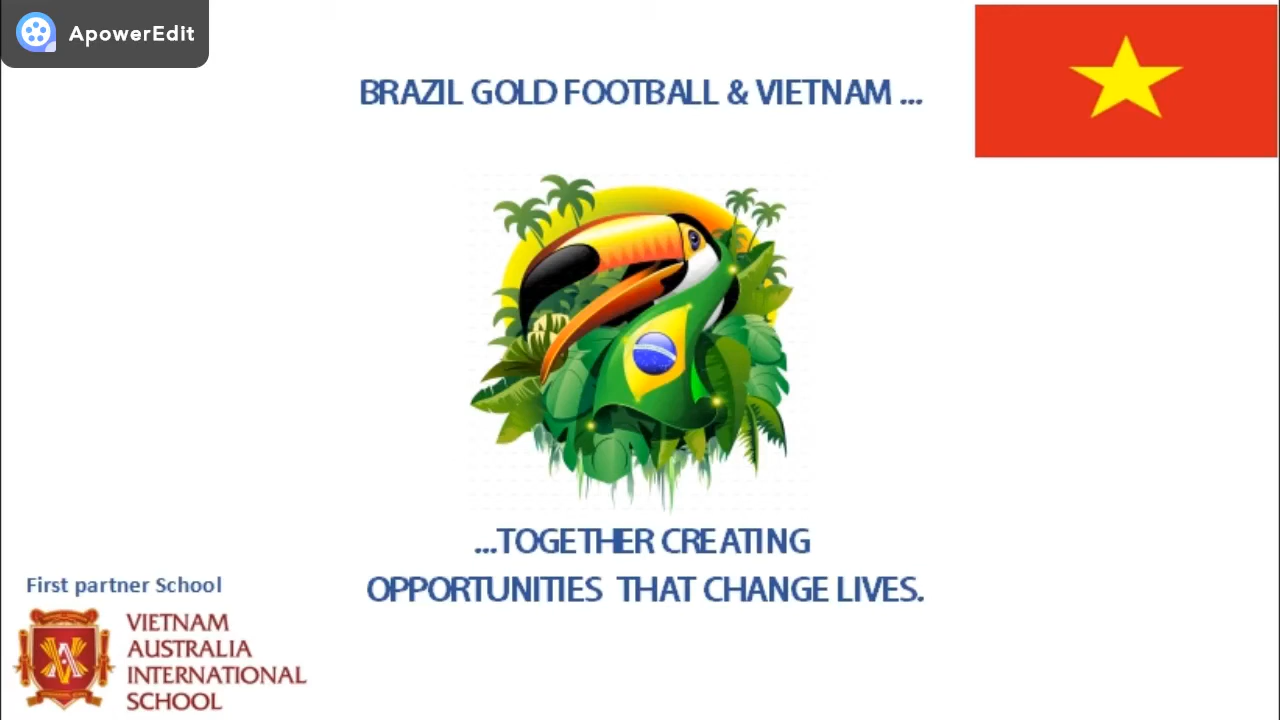 ApowerEdit
BRAZIL GOLD FOOTBALL & VIETNAM ...
...TOGETHER CREATING
OPPORTUNITIES THAT CHANGE LIVES.
First partner School
VIETNAM
AUSTRALIA
INTERNATIONAL
SCHOOL